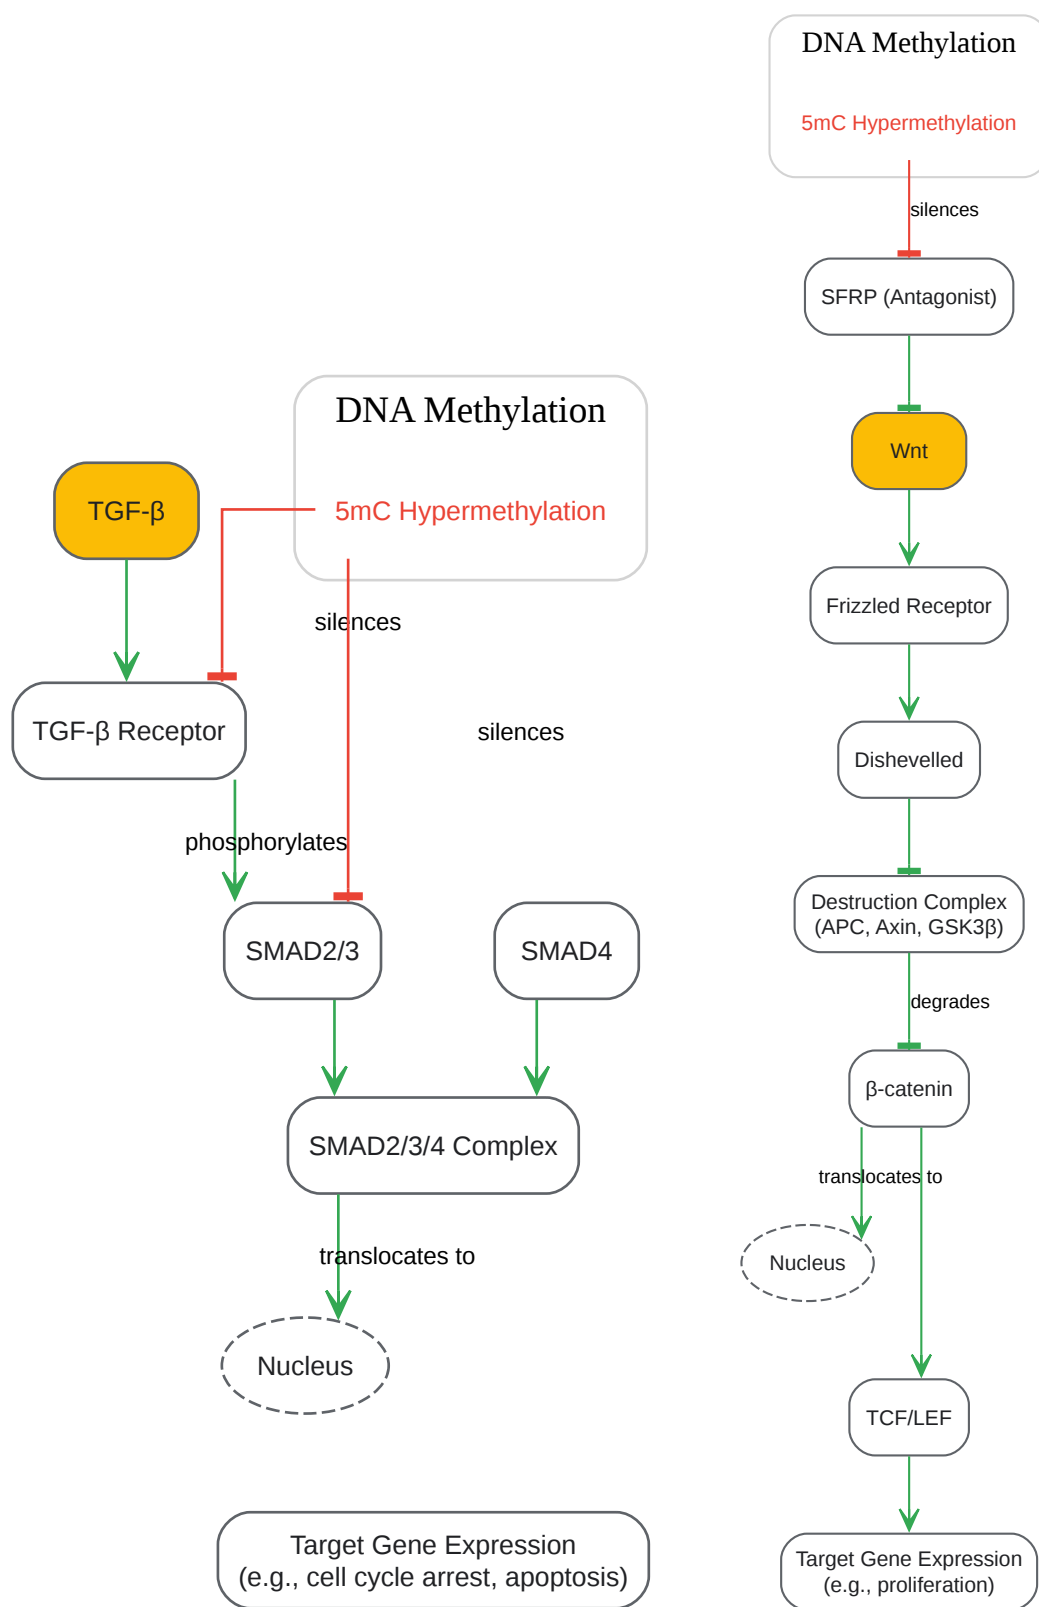 DNA Methylation
5mC Hypermethylation
silences
TGF-β
TGF-β Receptor
silences
phosphorylates
SMAD2/3
SMAD4
SMAD2/3/4 Complex
translocates to
Nucleus
Target Gene Expression
(e.g., cell cycle arrest, apoptosis)
DNA Methylation
5mC Hypermethylation
silences
SFRP (Antagonist)
Wnt
Frizzled Receptor
Dishevelled
Destruction Complex
(APC, Axin, GSK3β)
degrades
β-catenin
translocates to
Nucleus
TCF/LEF
Target Gene Expression
(e.g., proliferation)